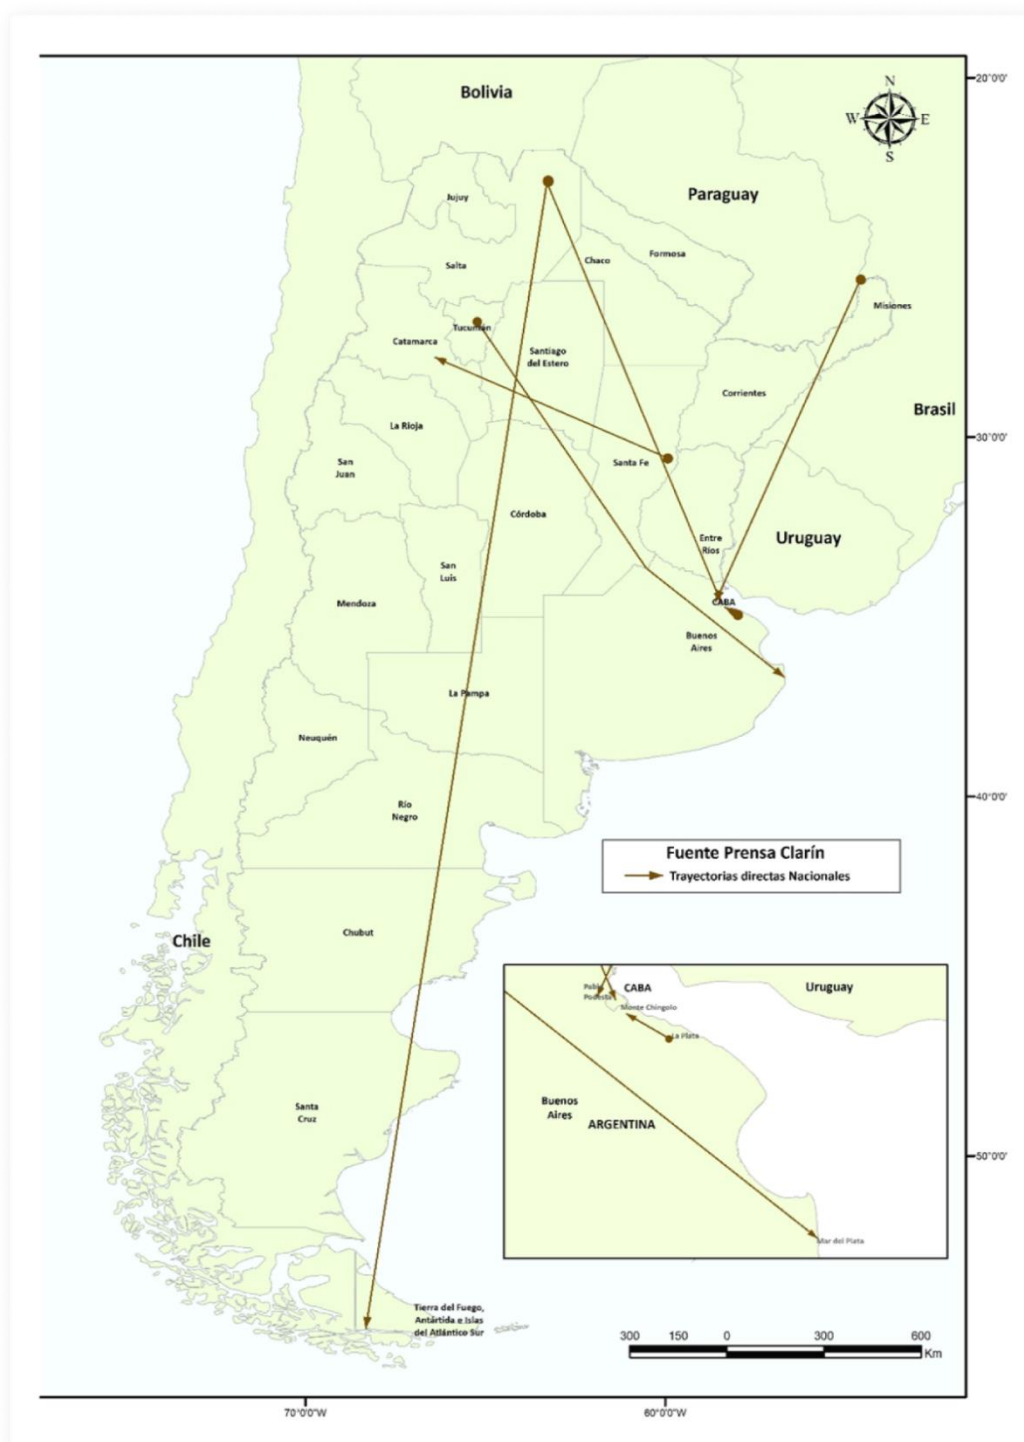 20°0'0"
N
W
E
S
Bolivia
Paraguay
Jujuy
Formosa
Chaco
Salta
Misiones
Tucumán
Catamarca
Santiago
del Estero
Corrientes
Brasil
La Rioja
30°0'0"
San
Juan
Santa Fe
Córdoba
Uruguay
Entre
Ríos
San
Luis
Mendoza
CABA
Buenos
Aires
La Pampa
Neuquén
40°0'0"
Río
Negro
Fuente Prensa Clarín
Trayectorias directas Nacionales
Chubut
Chile
CABA
Uruguay
Pablo
Podestá
Monte Chingolo
La Plata
Buenos
Aires
ARGENTINA
Santa
Cruz
50°0'0"
Mar del Plata
Tierra del Fuego,
Antártida e Islas
del Atlántico Sur
300 150 0 300 600
Km
70°0'0"W
60°0'0"W